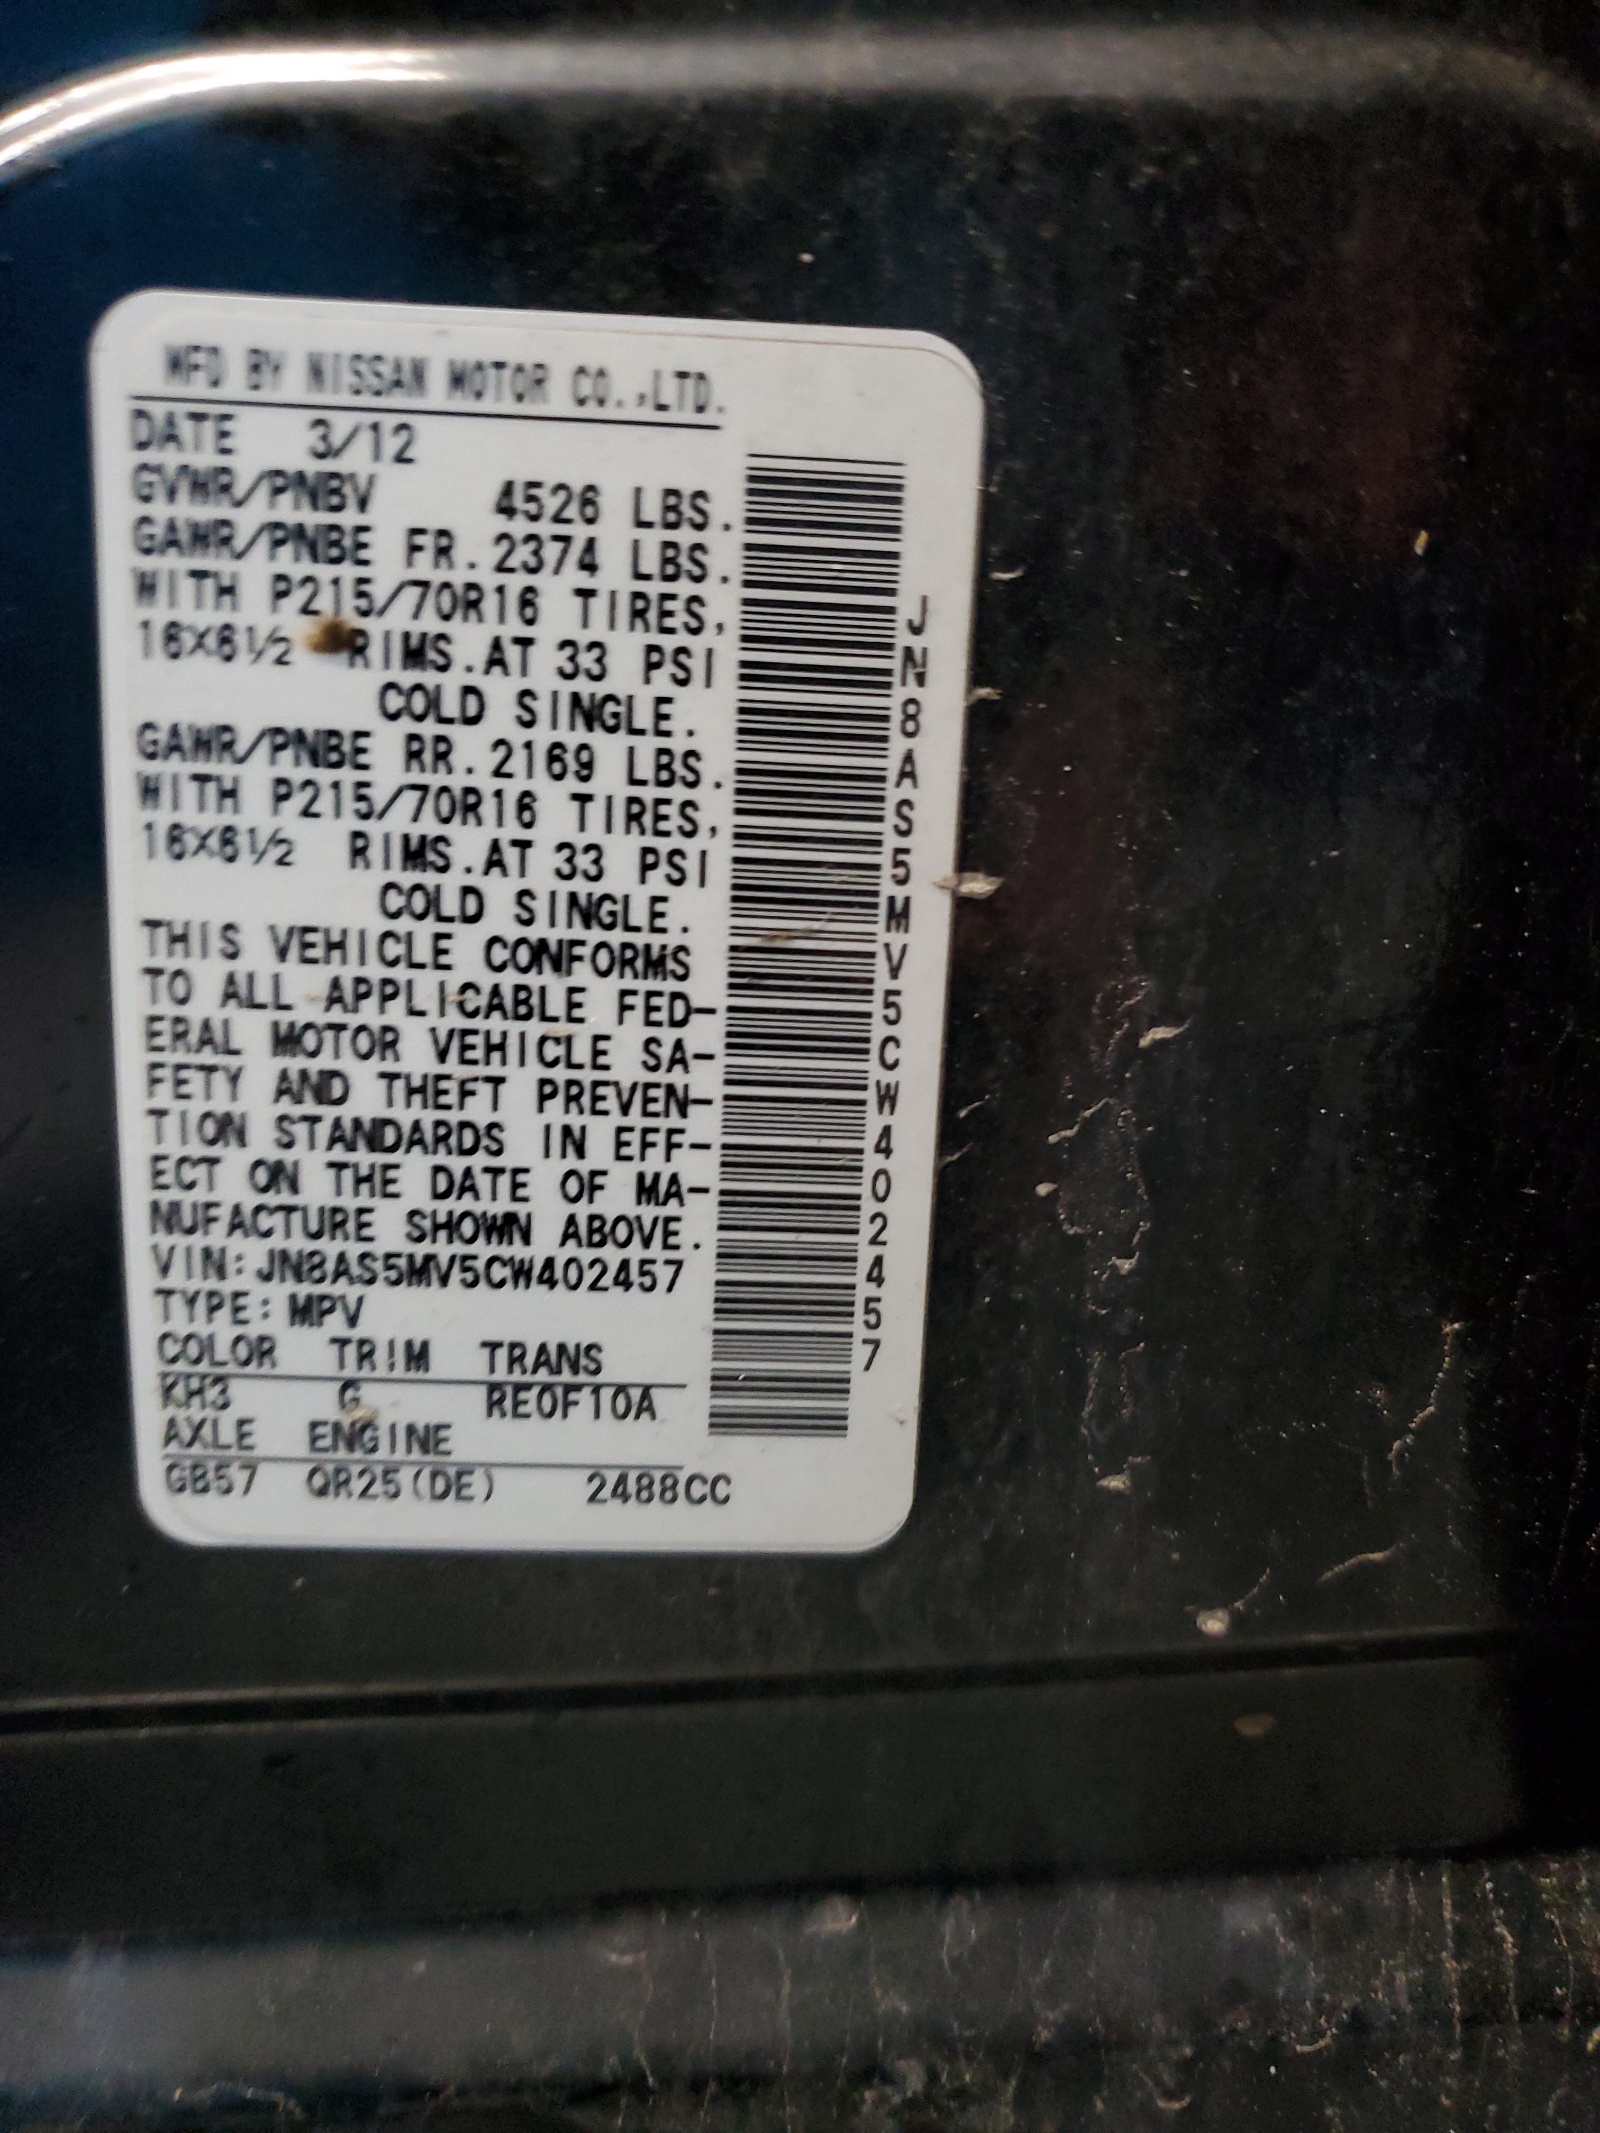 MFD BY NISSAN MOTOR CO.,LTD.
DATE 3/12
GVWR/PNBV 4526 LBS.
GAWR/PNBE FR. 2374 LBS.
WITH P215/70R16 TIRES,
16X6½ RIMS. AT 33 PSI
COLD SINGLE.
GAWR/PNBE RR. 2169 LBS.
WITH P215/70R16 TIRES,
16X6½ RIMS. AT 33 PSI
COLD SINGLE.
THIS VEHICLE CONFORMS
TO ALL APPLICABLE FED-
ERAL MOTOR VEHICLE SA-
FETY AND THEFT PREVEN-
TION STANDARDS IN EFF-
ECT ON THE DATE OF MA-
NUFACTURE SHOWN ABOVE.
VIN: JN8AS5MV5CW402457
TYPE: MPV
COLOR TRIM TRANS
KH3 G RE0F10A
AXLE ENGINE
GB57 QR25(DE) 2488CC
JN8AS5MV5CW402457